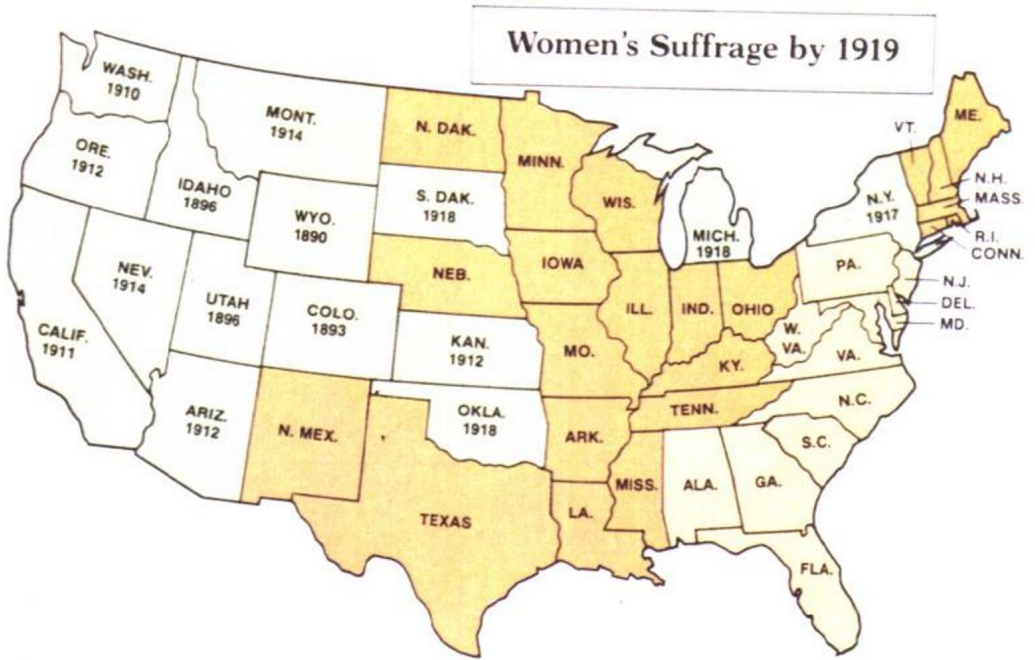 Women's Suffrage by 1919
WASH.
1910
ORE.
1912
CALIF.
1911
IDAHO
1896
NEV.
1914
MONT.
1914
WYO.
1890
UTAH
1896
COLO.
1893
ARIZ.
1912
N. MEX.
N. DAK.
S. DAK.
1918
NEB.
KAN.
1912
OKLA.
1918
TEXAS
MINN.
IOWA
MO.
ARK.
LA.
WIS.
ILL.
MICH.
1918
IND.
OHIO
KY.
TENN.
MISS.
ALA.
GA.
FLA.
S.C.
N.C.
VA.
W.
VA.
PA.
N.Y.
1917
VT.
ME.
N.H.
MASS.
R.I.
CONN.
N.J.
DEL.
MD.